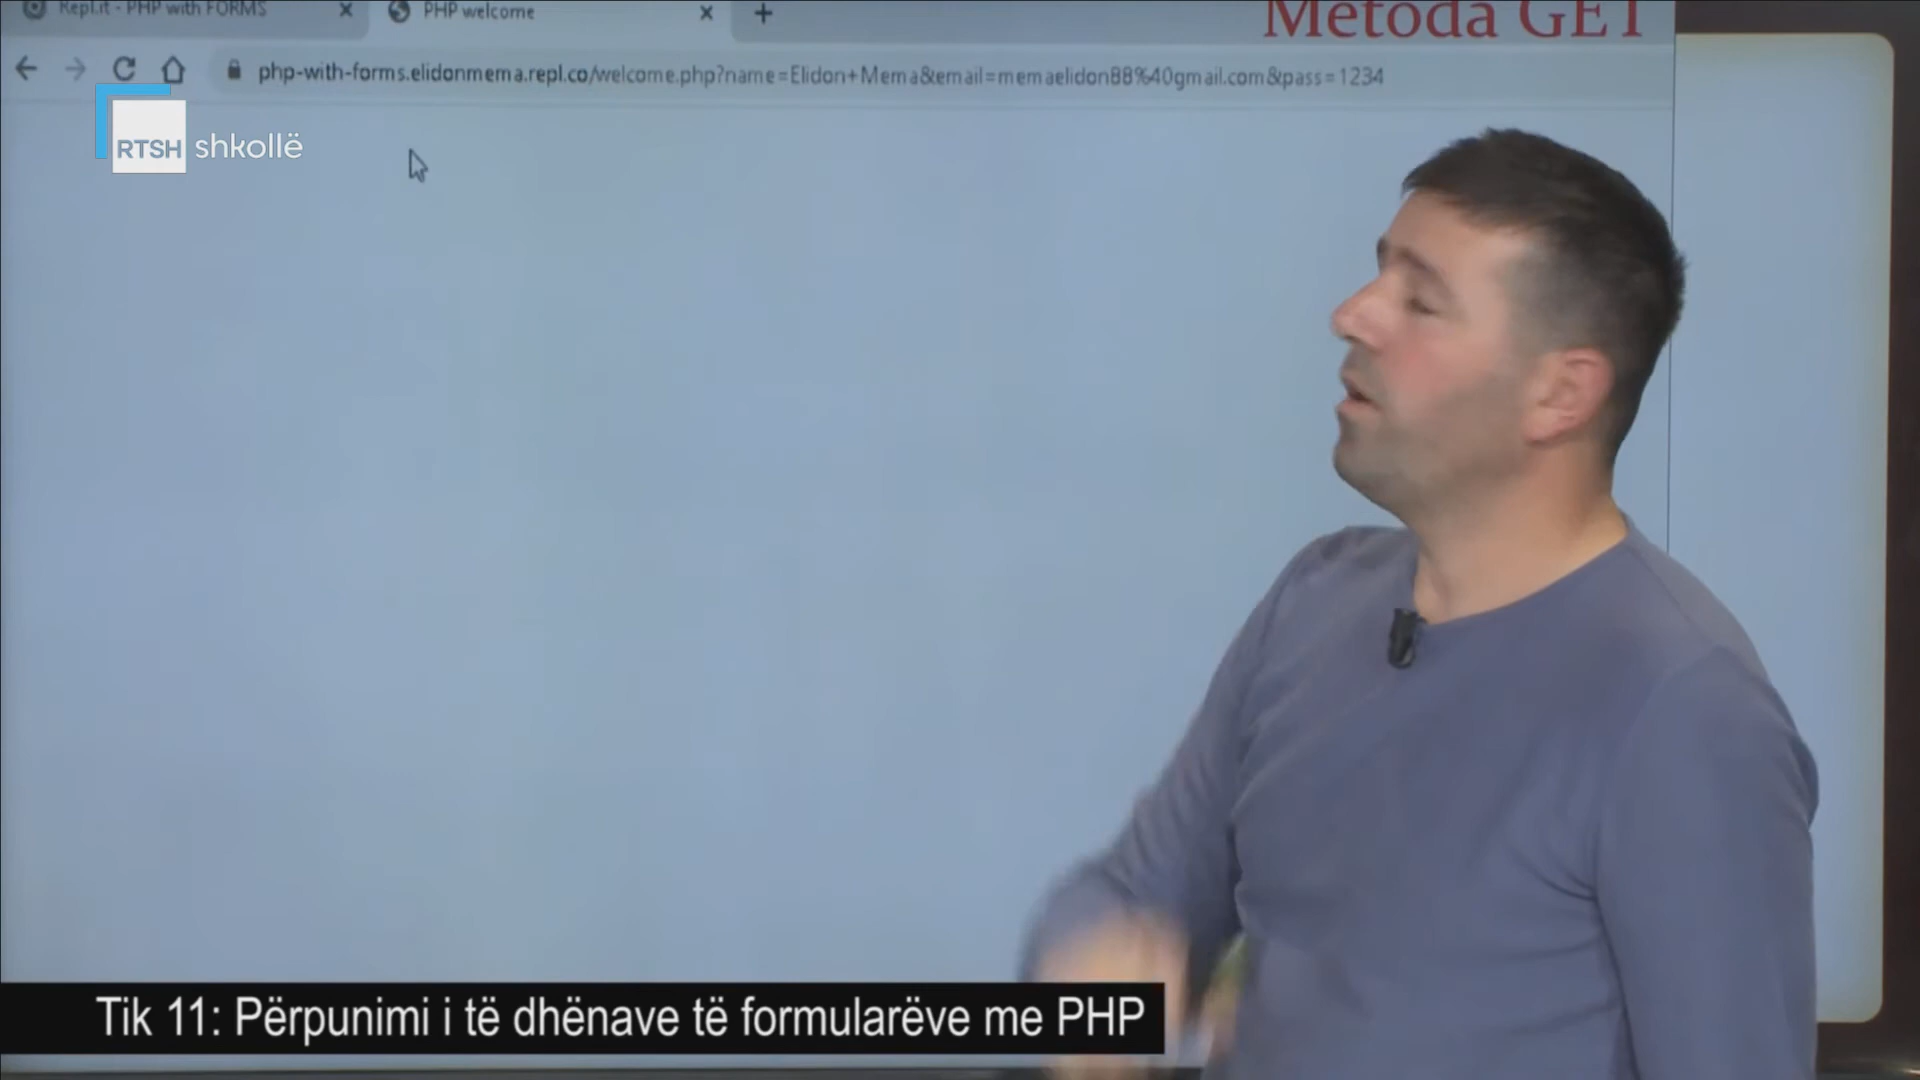 Repl.it - PHP with FORMS
PHP welcome
Metoda GET
php-with-forms.elidonmema.repl.co/welcome.php?name=Elidon+Mema&email=memaelidon88%40gmail.com&pass=1234
RTSH shkollë
Tik 11: Përpunimi i të dhënave të formularëve me PHP